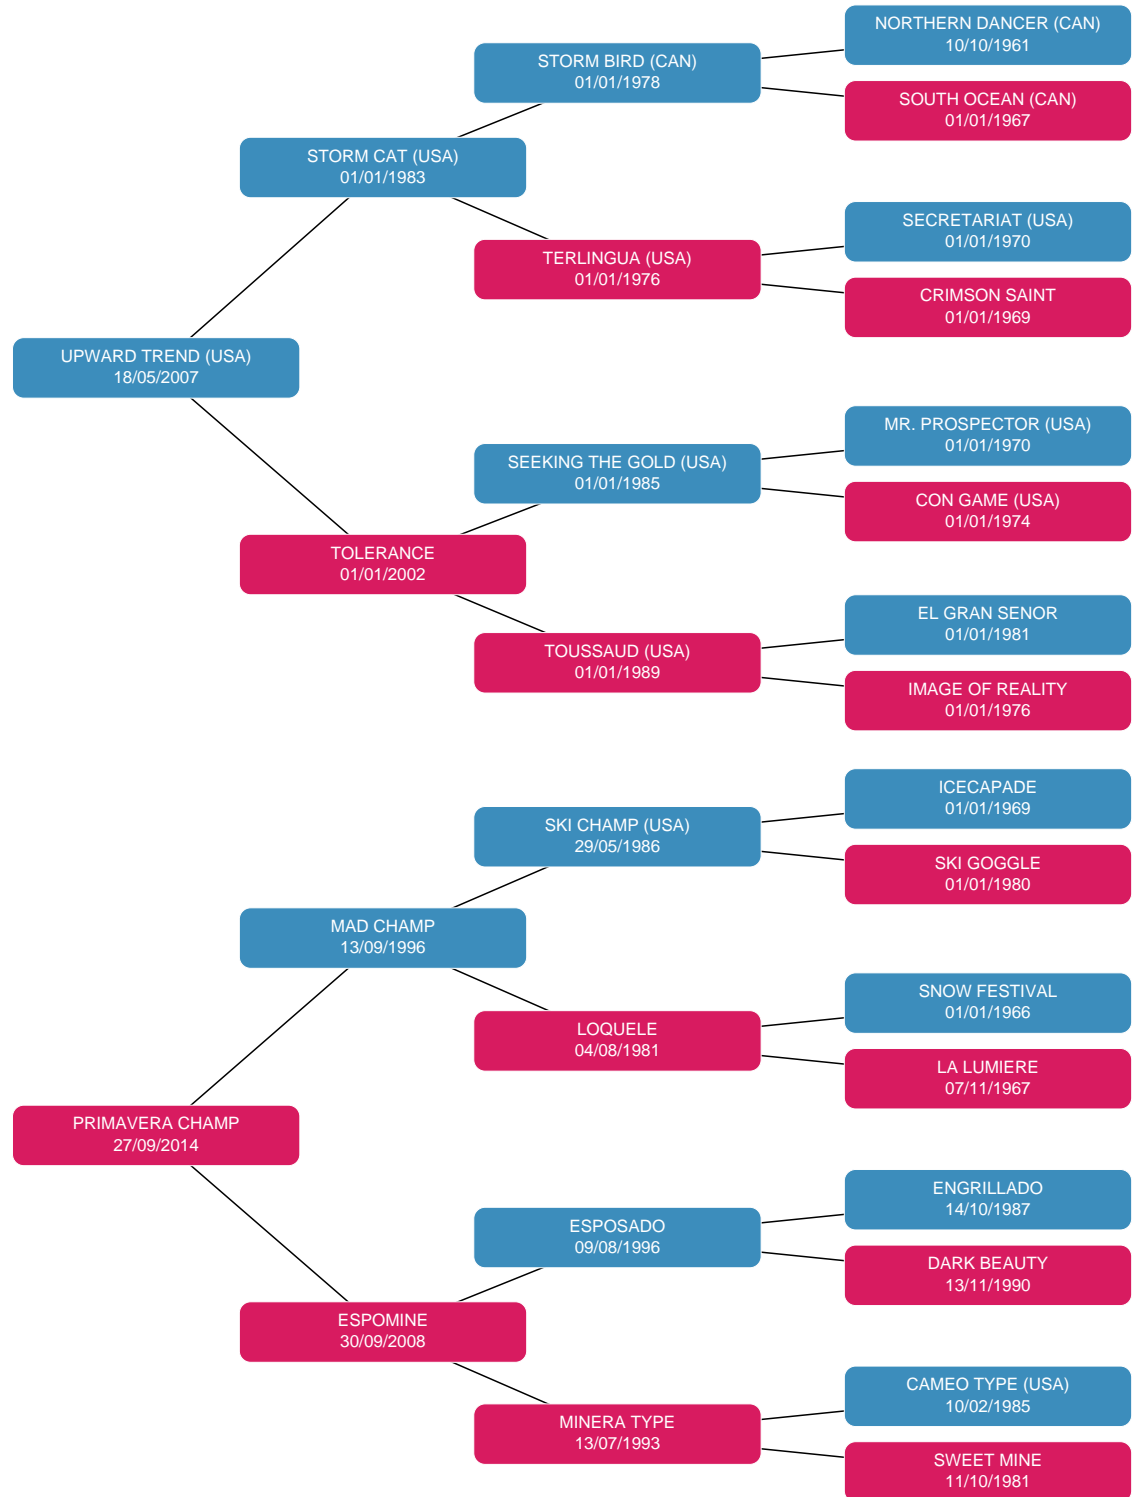 NORTHERN DANCER (CAN)
10/10/1961
STORM BIRD (CAN)
01/01/1978
SOUTH OCEAN (CAN)
01/01/1967
STORM CAT (USA)
01/01/1983
SECRETARIAT (USA)
01/01/1970
TERLINGUA (USA)
01/01/1976
CRIMSON SAINT
01/01/1969
UPWARD TREND (USA)
18/05/2007
MR. PROSPECTOR (USA)
01/01/1970
SEEKING THE GOLD (USA)
01/01/1985
CON GAME (USA)
01/01/1974
TOLERANCE
01/01/2002
EL GRAN SENOR
01/01/1981
TOUSSAUD (USA)
01/01/1989
IMAGE OF REALITY
01/01/1976
ICECAPADE
01/01/1969
SKI CHAMP (USA)
29/05/1986
SKI GOGGLE
01/01/1980
MAD CHAMP
13/09/1996
SNOW FESTIVAL
01/01/1966
LOQUELE
04/08/1981
LA LUMIERE
07/11/1967
PRIMAVERA CHAMP
27/09/2014
ENGRILLADO
14/10/1987
ESPOSADO
09/08/1996
DARK BEAUTY
13/11/1990
ESPOMINE
30/09/2008
CAMEO TYPE (USA)
10/02/1985
MINERA TYPE
13/07/1993
SWEET MINE
11/10/1981